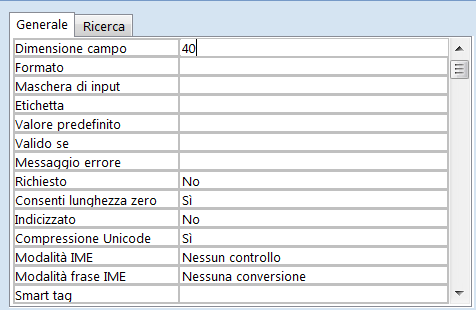 Generale Ricerca
Dimensione campo 40
Formato
Maschera di input
Etichetta
Valore predefinito
Valido se
Messaggio errore
Richiesto No
Consenti lunghezza zero Sì
Indicizzato No
Compressione Unicode Sì
Modalità IME Nessun controllo
Modalità frase IME Nessuna conversione
Smart tag